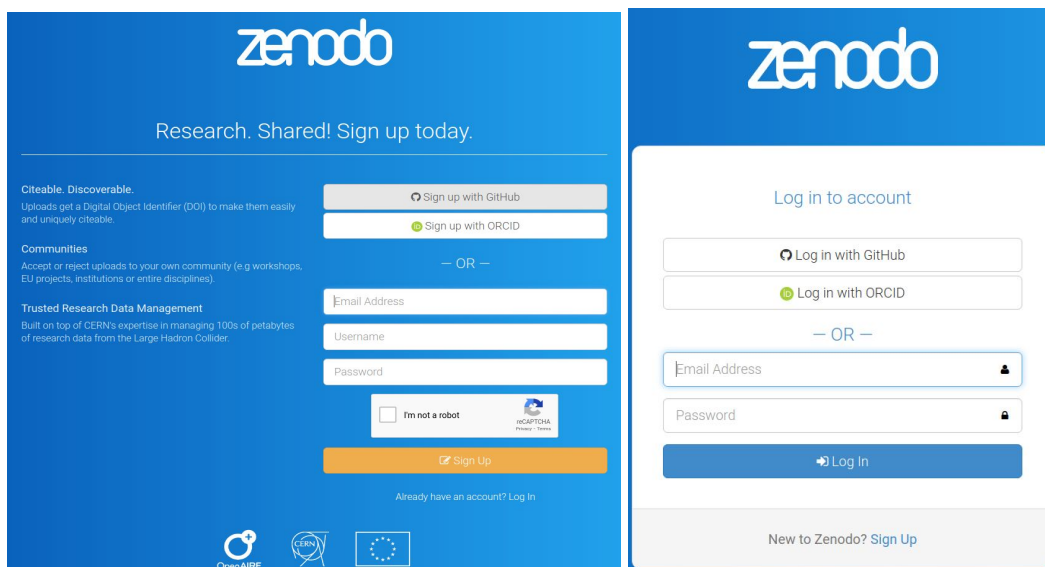 zenodo
Research. Shared! Sign up today.
Citeable. Discoverable.
Uploads get a Digital Object Identifier (DOI) to make them easily
and uniquely citeable.
Communities
Accept or reject uploads to your own community (e.g workshops,
EU projects, institutions or entire disciplines).
Trusted Research Data Management
Built on top of CERN's expertise in managing 100s of petabytes
of research data from the Large Hadron Collider.
Sign up with GitHub
iD Sign up with ORCID
— OR —
Email Address
Username
Password
I'm not a robot
reCAPTCHA
Privacy - Terms
Sign Up
Already have an account? Log In
OpenAIRE
CERN
zenodo
Log in to account
Log in with GitHub
iD Log in with ORCID
— OR —
Email Address
Password
Log In
New to Zenodo? Sign Up